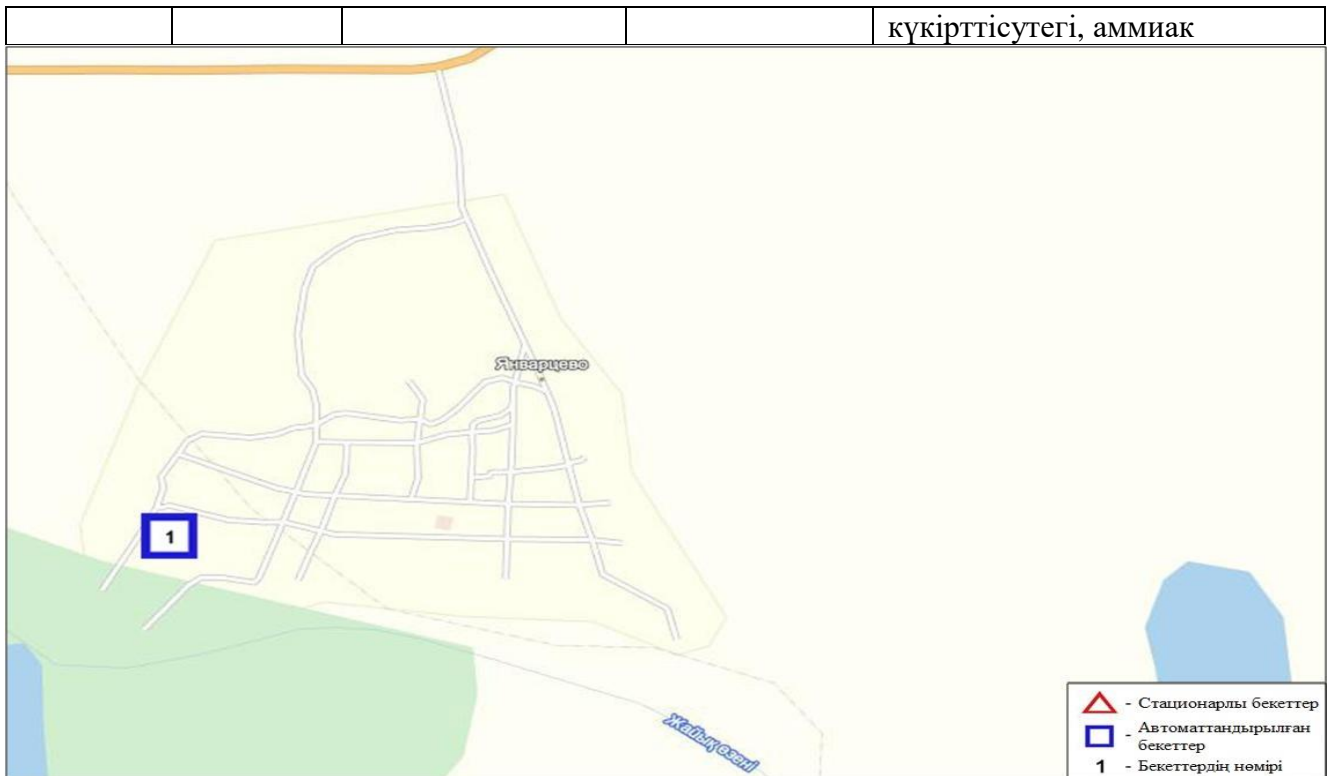 күкірттісутегі, аммиак
Январцево
1
Жайық өзені
- Стационарлы бекеттер
- Автоматтандырылған
бекеттер
1 - Бекеттердің нөмірі